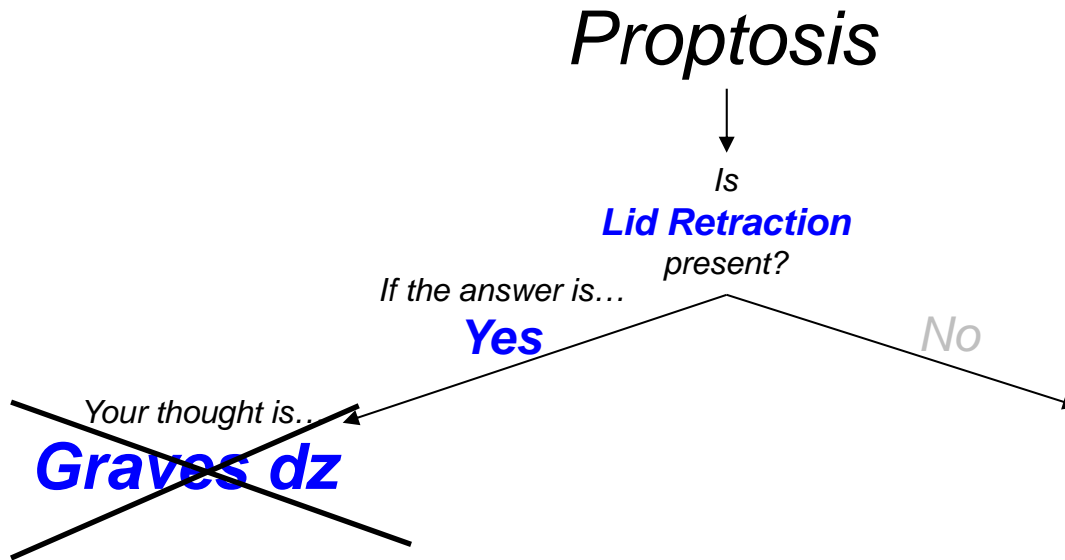 Proptosis
Is
Lid Retraction
present?
If the answer is…
Yes
No
Your thought is…
Graves dz